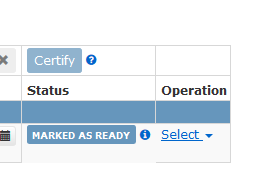 Certify
Status Operation
MARKED AS READY Select